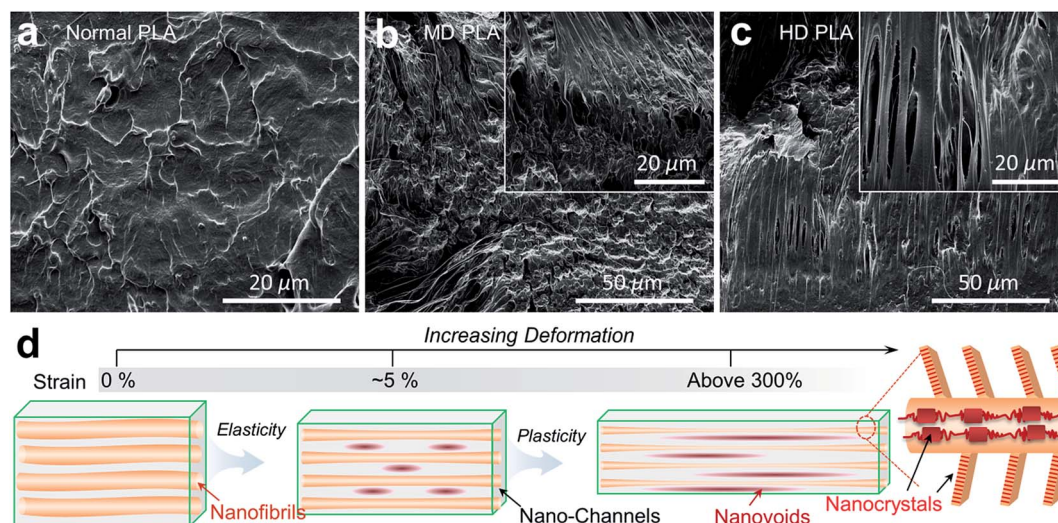 a Normal PLA
20 μm
b MD PLA
20 μm
50 μm
c HD PLA
20 μm
50 μm
d
Increasing Deformation
Strain 0 % ~5 % Above 300%
Elasticity
Plasticity
Nanofibrils
Nano-Channels
Nanovoids
Nanocrystals